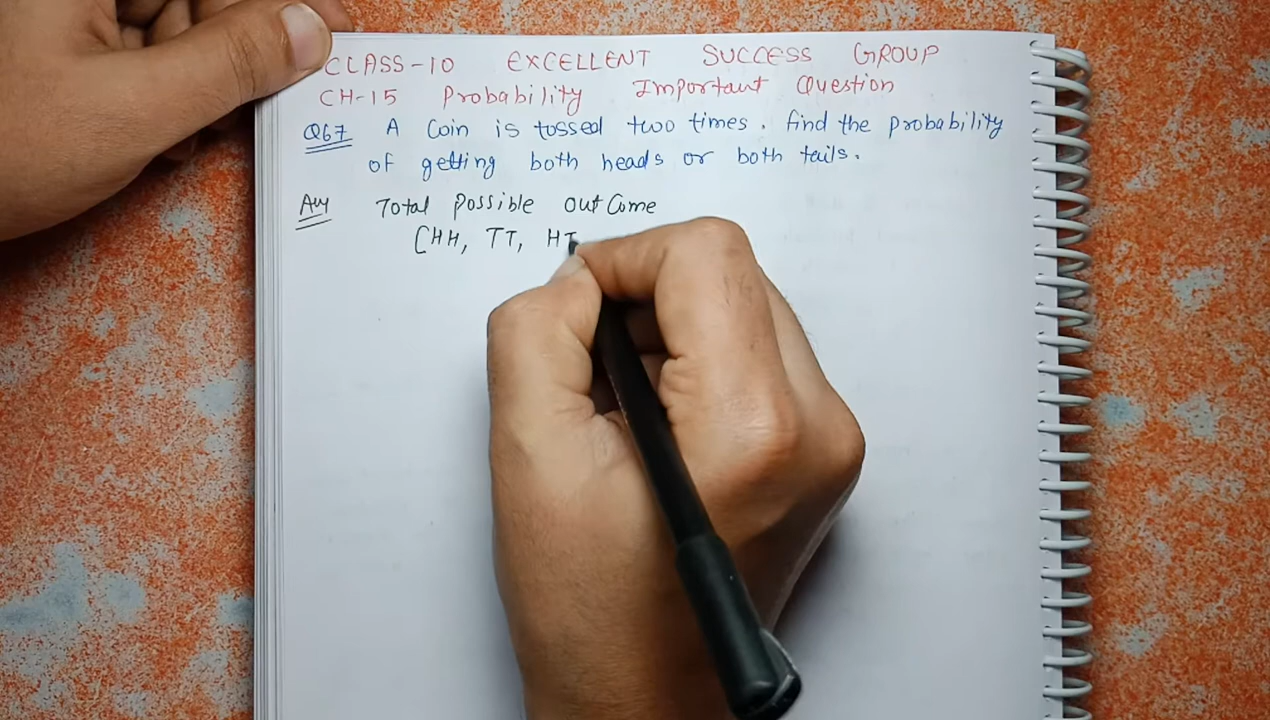 CLASS-10 EXCELLENT SUCCESS GROUP
CH-15 Probability Important Question
Q67 A Coin is tossed two times. find the probability
of getting both heads or both tails.
Ans Total possible outcome
(HH, TT, HT